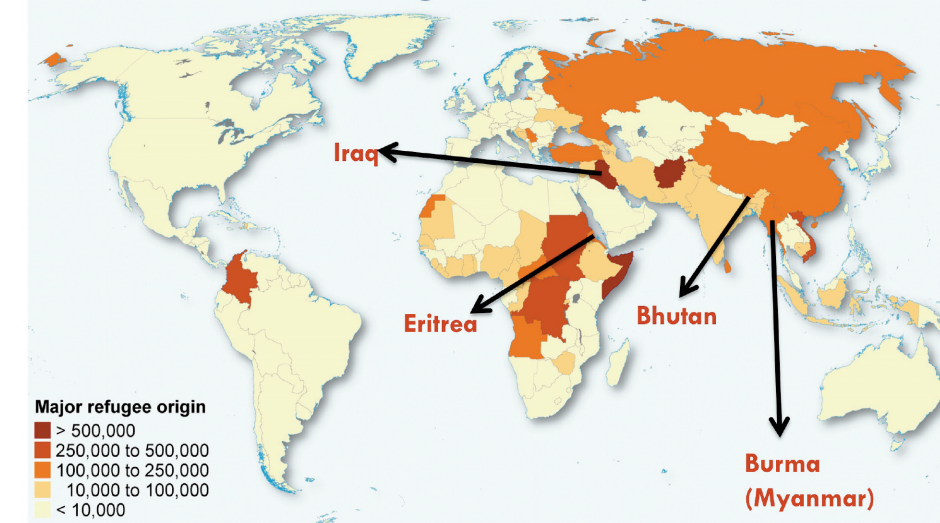 Iraq
Eritrea
Bhutan
Burma
(Myanmar)
Major refugee origin
> 500,000
250,000 to 500,000
100,000 to 250,000
10,000 to 100,000
< 10,000